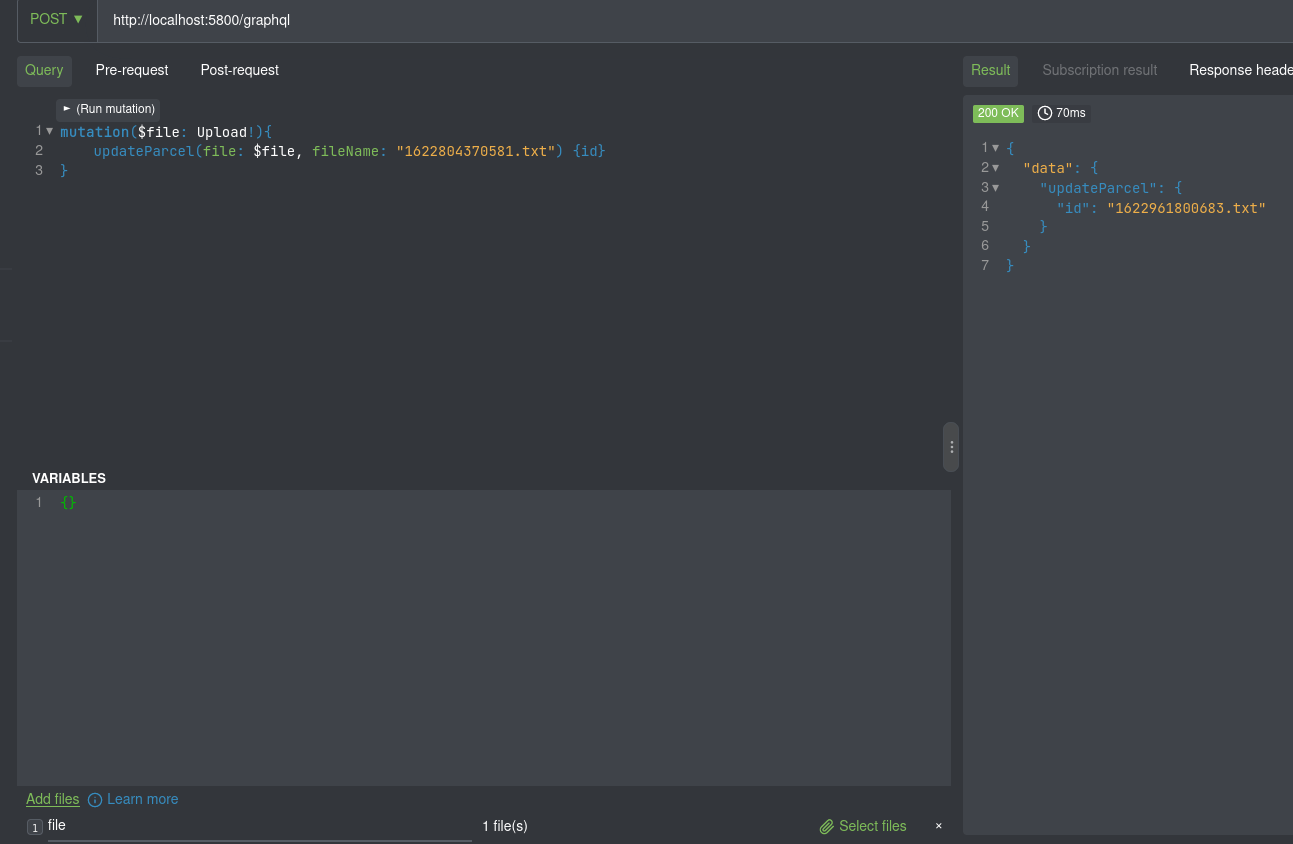 POST ▼ http://localhost:5800/graphql
Query Pre-request Post-request
► (Run mutation)
1▼ mutation($file: Upload!){
2 updateParcel(file: $file, fileName: "1622804370581.txt") {id}
3 }
VARIABLES
1 {}
Add files Learn more
1 file 1 file(s) Select files ×
Result Subscription result Response heade
200 OK 70ms
1▼ {
2▼ "data": {
3▼ "updateParcel": {
4 "id": "1622961800683.txt"
5 }
6 }
7 }